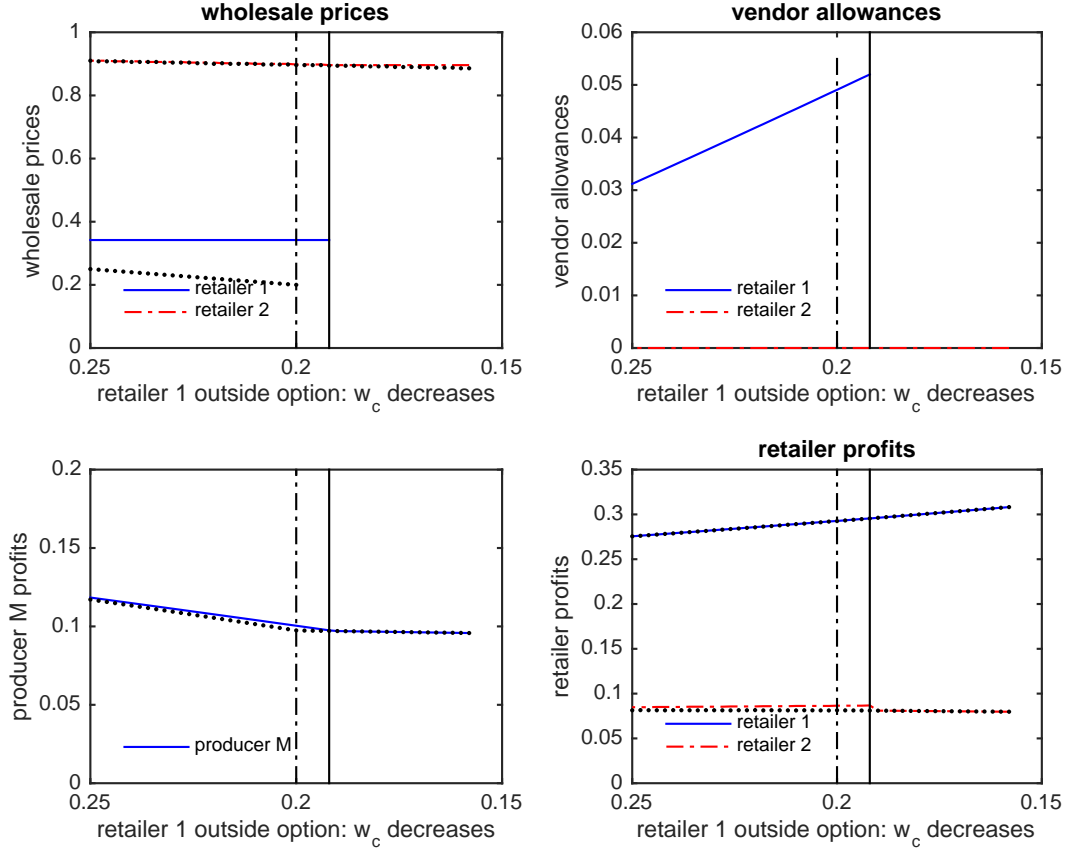 wholesale prices
1
0.8
0.6
0.4
0.2
0
wholesale prices
retailer 1
retailer 2
0.25
0.2
0.15
retailer 1 outside option: w_c decreases
vendor allowances
0.06
0.05
0.04
0.03
0.02
0.01
0.00
vendor allowances
retailer 1
retailer 2
0.25
0.2
0.15
retailer 1 outside option: w_c decreases
0.2
0.15
0.1
0.05
0
producer M profits
producer M
0.25
0.2
0.15
retailer 1 outside option: w_c decreases
retailer profits
0.35
0.3
0.25
0.2
0.15
0.1
0.05
0
retailer profits
retailer 1
retailer 2
0.25
0.2
0.15
retailer 1 outside option: w_c decreases